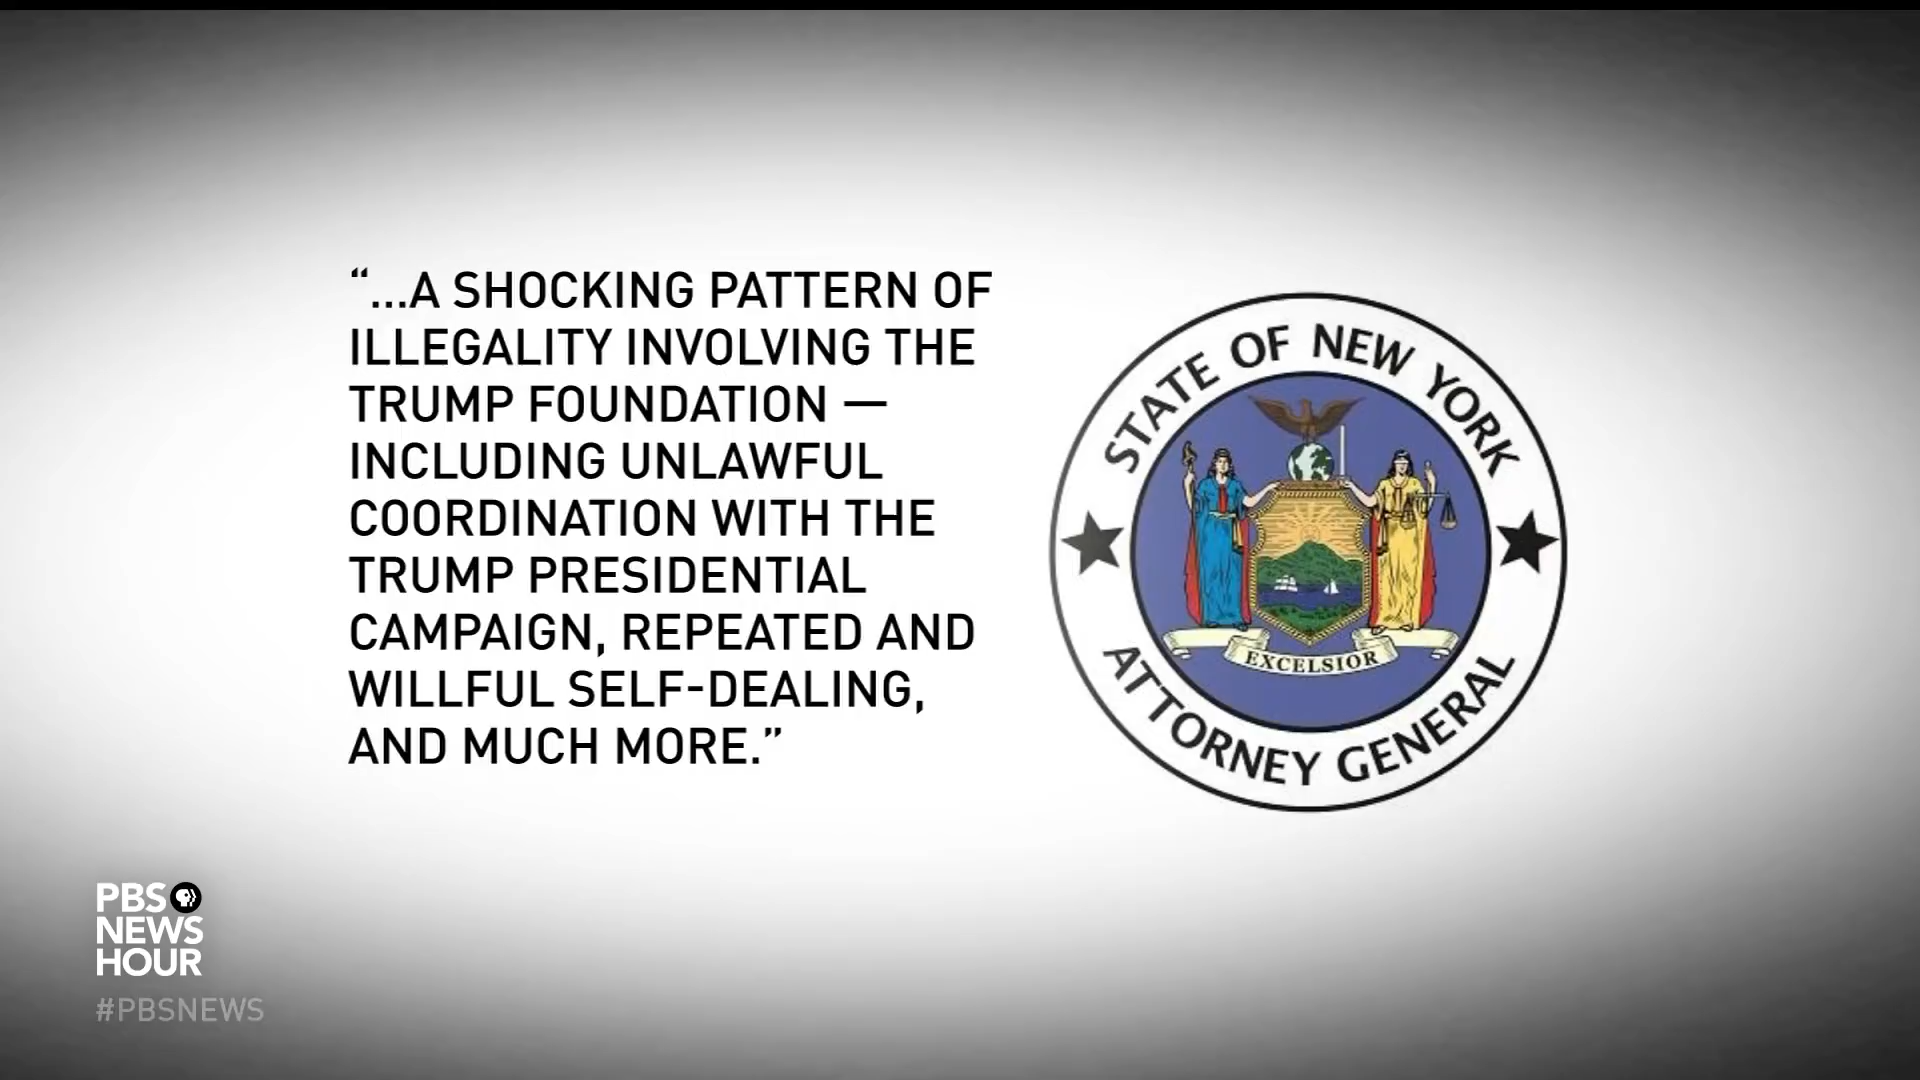 “...A SHOCKING PATTERN OF
ILLEGALITY INVOLVING THE
TRUMP FOUNDATION —
INCLUDING UNLAWFUL
COORDINATION WITH THE
TRUMP PRESIDENTIAL
CAMPAIGN, REPEATED AND
WILLFUL SELF-DEALING,
AND MUCH MORE.”
STATE OF NEW YORK
EXCELSIOR
ATTORNEY GENERAL
PBS
NEWS
HOUR
#PBSNEWS